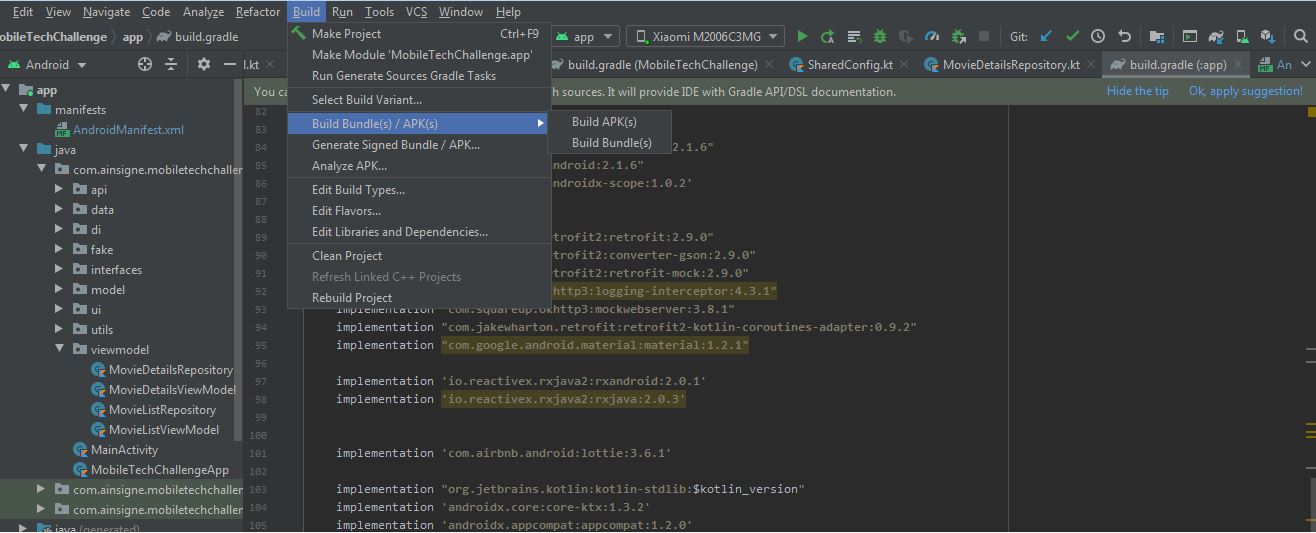 Edit View Navigate Code Analyze Refactor Build Run Tools VCS Window Help
MobileTechChallenge app build.gradle
app Xiaomi M2006C3MG Git:
Android
l.kt build.gradle (MobileTechChallenge) SharedConfig.kt MovieDetailsRepository.kt build.gradle (:app) An
You ca h sources. It will provide IDE with Gradle API/DSL documentation. Hide the tip Ok, apply suggestion!
Make Project Ctrl+F9
Make Module 'MobileTechChallenge.app'
Run Generate Sources Gradle Tasks
Select Build Variant...
Build Bundle(s) / APK(s)
Generate Signed Bundle / APK...
Analyze APK...
Edit Build Types...
Edit Flavors...
Edit Libraries and Dependencies...
Clean Project
Refresh Linked C++ Projects
Rebuild Project
Build APK(s)
Build Bundle(s)
app
manifests
AndroidManifest.xml
java
com.ainsigne.mobiletechchaller
api
data
di
fake
interfaces
model
ui
utils
viewmodel
MovieDetailsRepository
MovieDetailsViewModel
MovieListRepository
MovieListViewModel
MainActivity
MobileTechChallengeApp
com.ainsigne.mobiletechchaller
com.ainsigne.mobiletechchaller
java (generated)
82
83
84 2.1.6"
85 android:2.1.6"
86 androidx-scope:1.0.2'
87
88
89 trofit2:retrofit:2.9.0"
90 trofit2:converter-gson:2.9.0"
91 trofit2:retrofit-mock:2.9.0"
92 http3:logging-interceptor:4.3.1"
93 implementation "com.squareup.okhttp3:mockwebserver:3.8.1"
94 implementation "com.jakewharton.retrofit:retrofit2-kotlin-coroutines-adapter:0.9.2"
95 implementation "com.google.android.material:material:1.2.1"
96
97 implementation 'io.reactivex.rxjava2:rxandroid:2.0.1'
98 implementation 'io.reactivex.rxjava2:rxjava:2.0.3'
99
100
101 implementation 'com.airbnb.android:lottie:3.6.1'
102
103 implementation "org.jetbrains.kotlin:kotlin-stdlib:$kotlin_version"
104 implementation 'androidx.core:core-ktx:1.3.2'
105 implementation 'androidx.appcompat:appcompat:1.2.0'